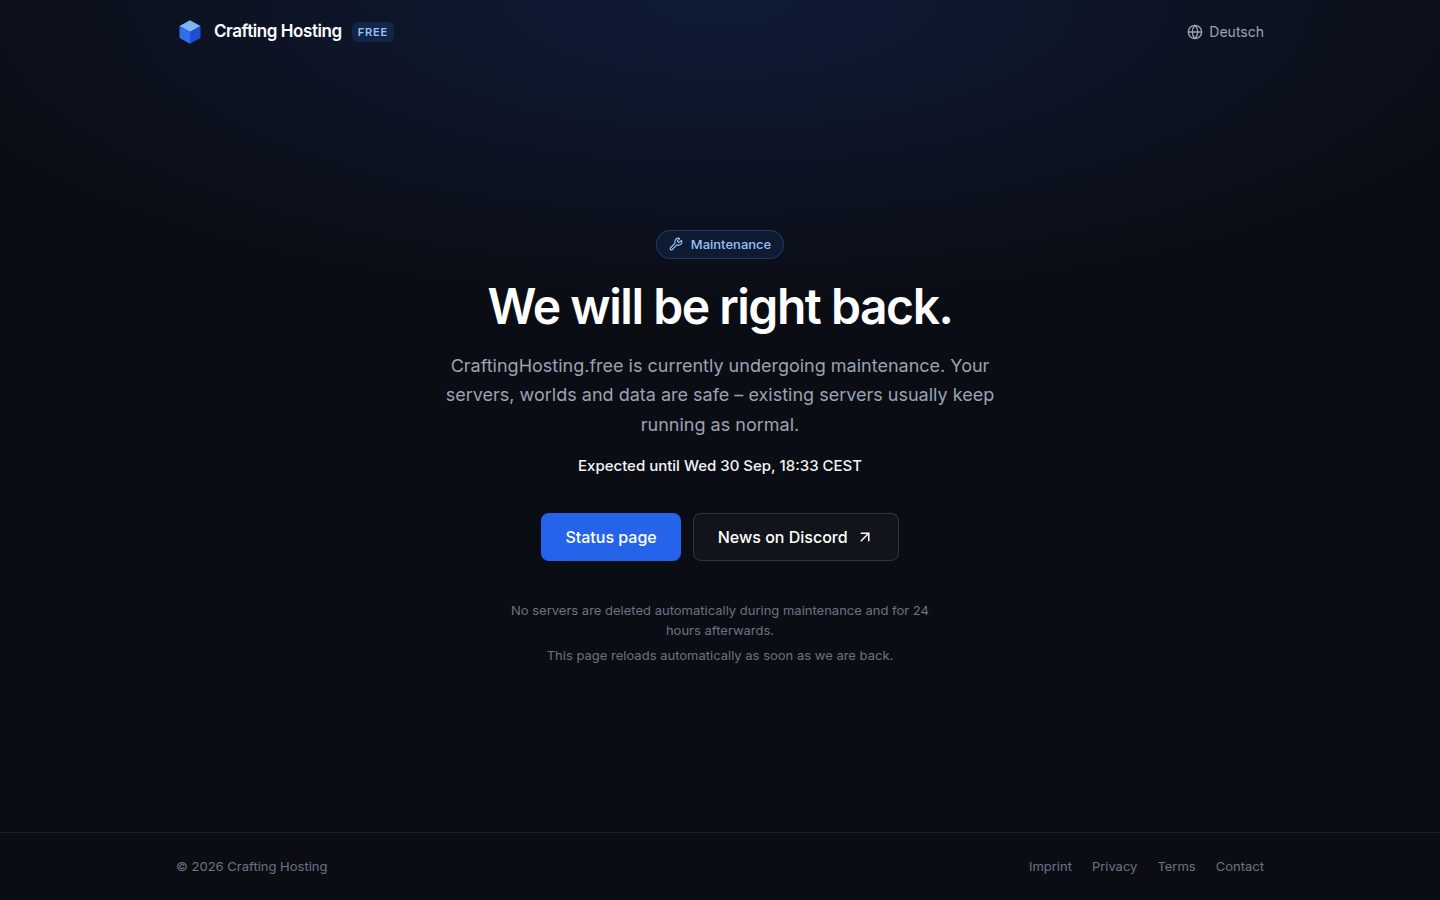 Crafting Hosting FREE
Deutsch
Maintenance
We will be right back.
CraftingHosting.free is currently undergoing maintenance. Your
servers, worlds and data are safe – existing servers usually keep
running as normal.
Expected until Wed 30 Sep, 18:33 CEST
Status page
News on Discord
No servers are deleted automatically during maintenance and for 24
hours afterwards.
This page reloads automatically as soon as we are back.
© 2026 Crafting Hosting
Imprint Privacy Terms Contact